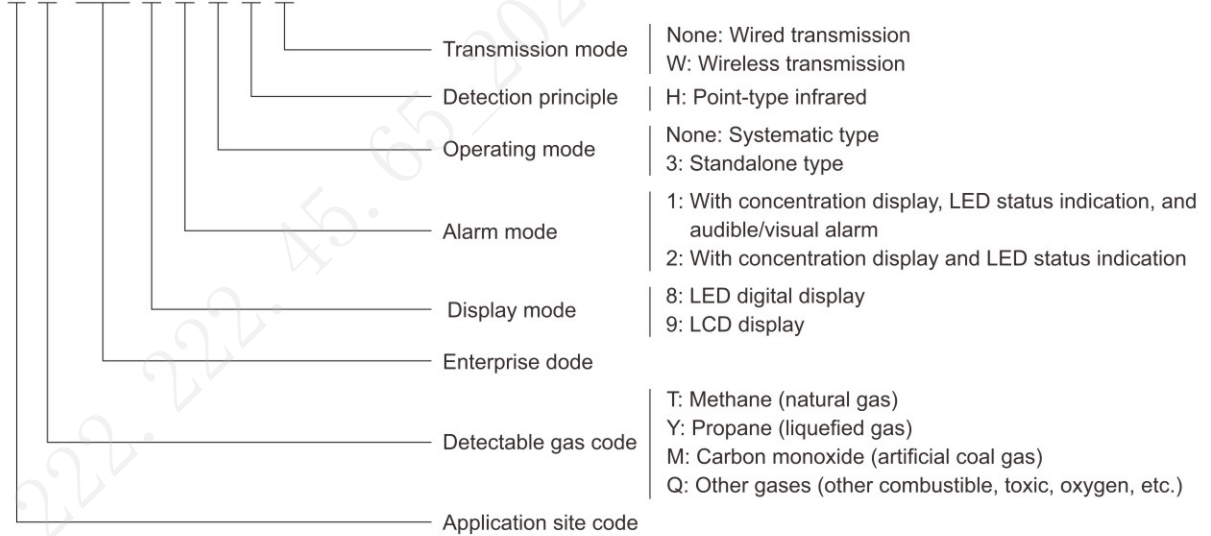 Transmission mode
None: Wired transmission
W: Wireless transmission
Detection principle
H: Point-type infrared
Operating mode
None: Systematic type
3: Standalone type
Alarm mode
1: With concentration display, LED status indication, and
audible/visual alarm
2: With concentration display and LED status indication
Display mode
8: LED digital display
9: LCD display
Enterprise dode
Detectable gas code
T: Methane (natural gas)
Y: Propane (liquefied gas)
M: Carbon monoxide (artificial coal gas)
Q: Other gases (other combustible, toxic, oxygen, etc.)
Application site code
222. 222. 45. 65_202